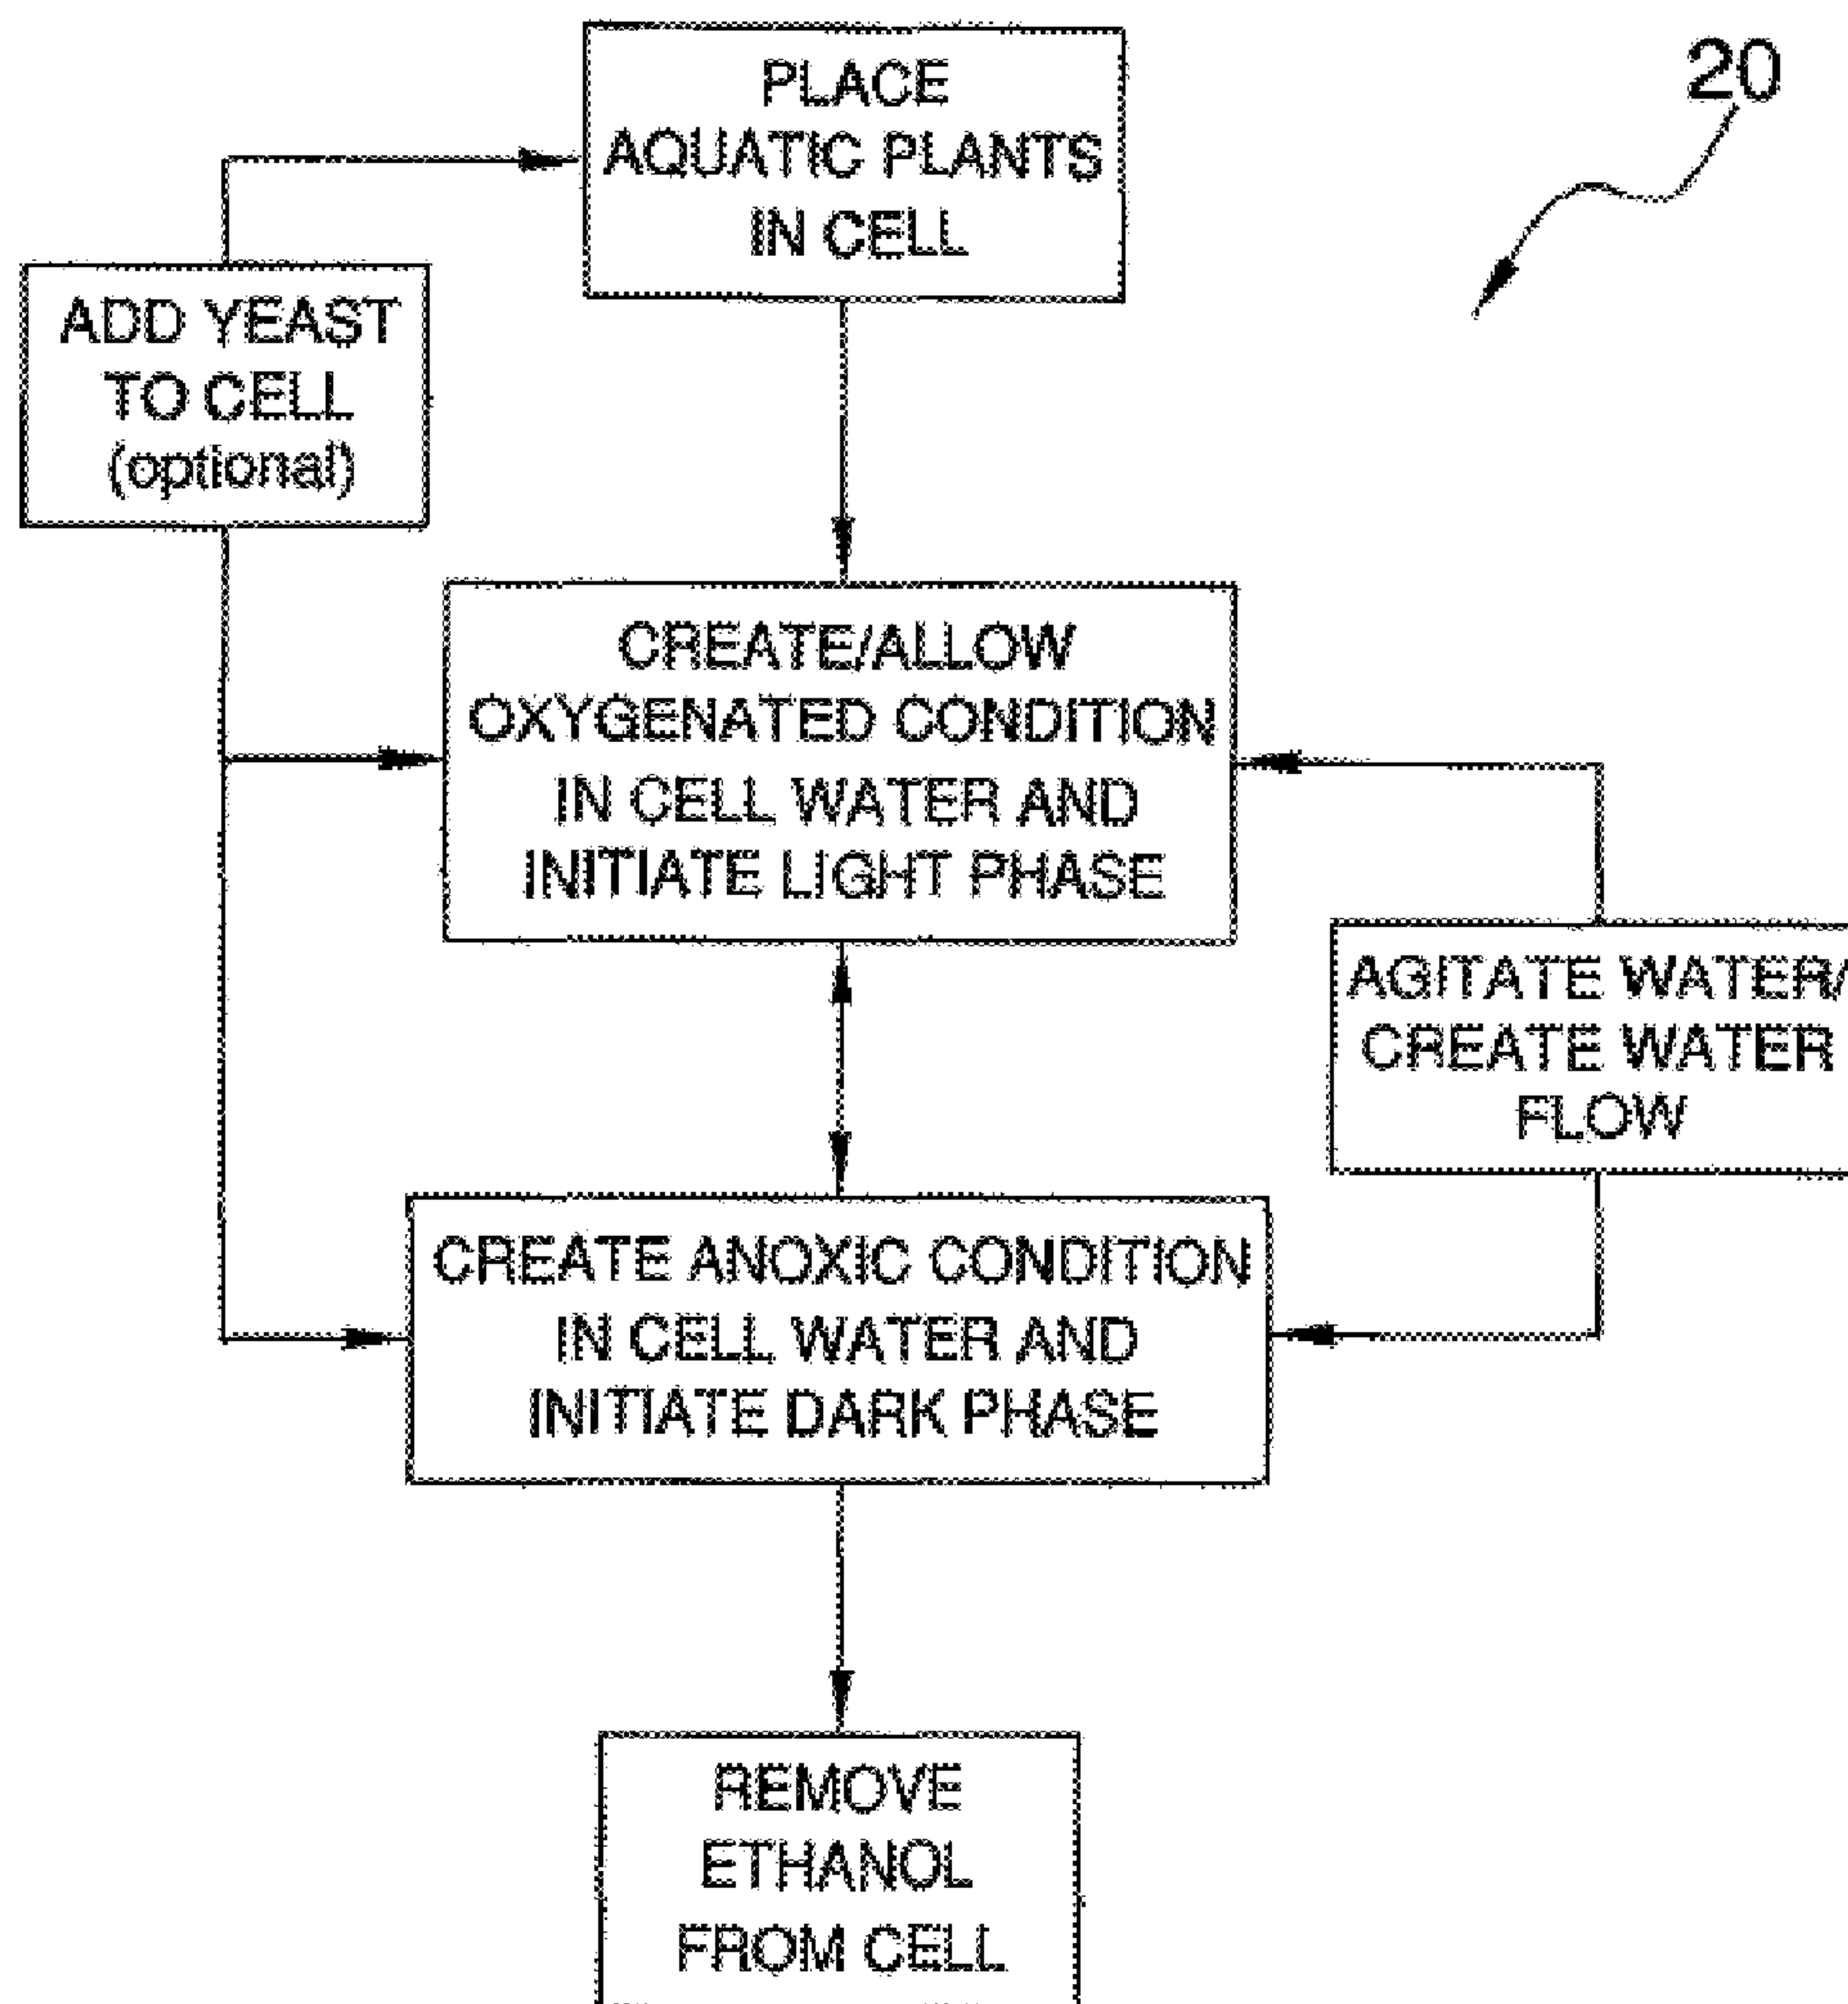 20
PLACE
AQUATIC PLANTS
IN CELL
ADD YEAST
TO CELL
(optional)
CREATE/ALLOW
OXYGENATED CONDITION
IN CELL WATER AND
INITIATE LIGHT PHASE
AGITATE WATER/
CREATE WATER
FLOW
CREATE ANOXIC CONDITION
IN CELL WATER AND
INITIATE DARK PHASE
REMOVE
ETHANOL
FROM CELL